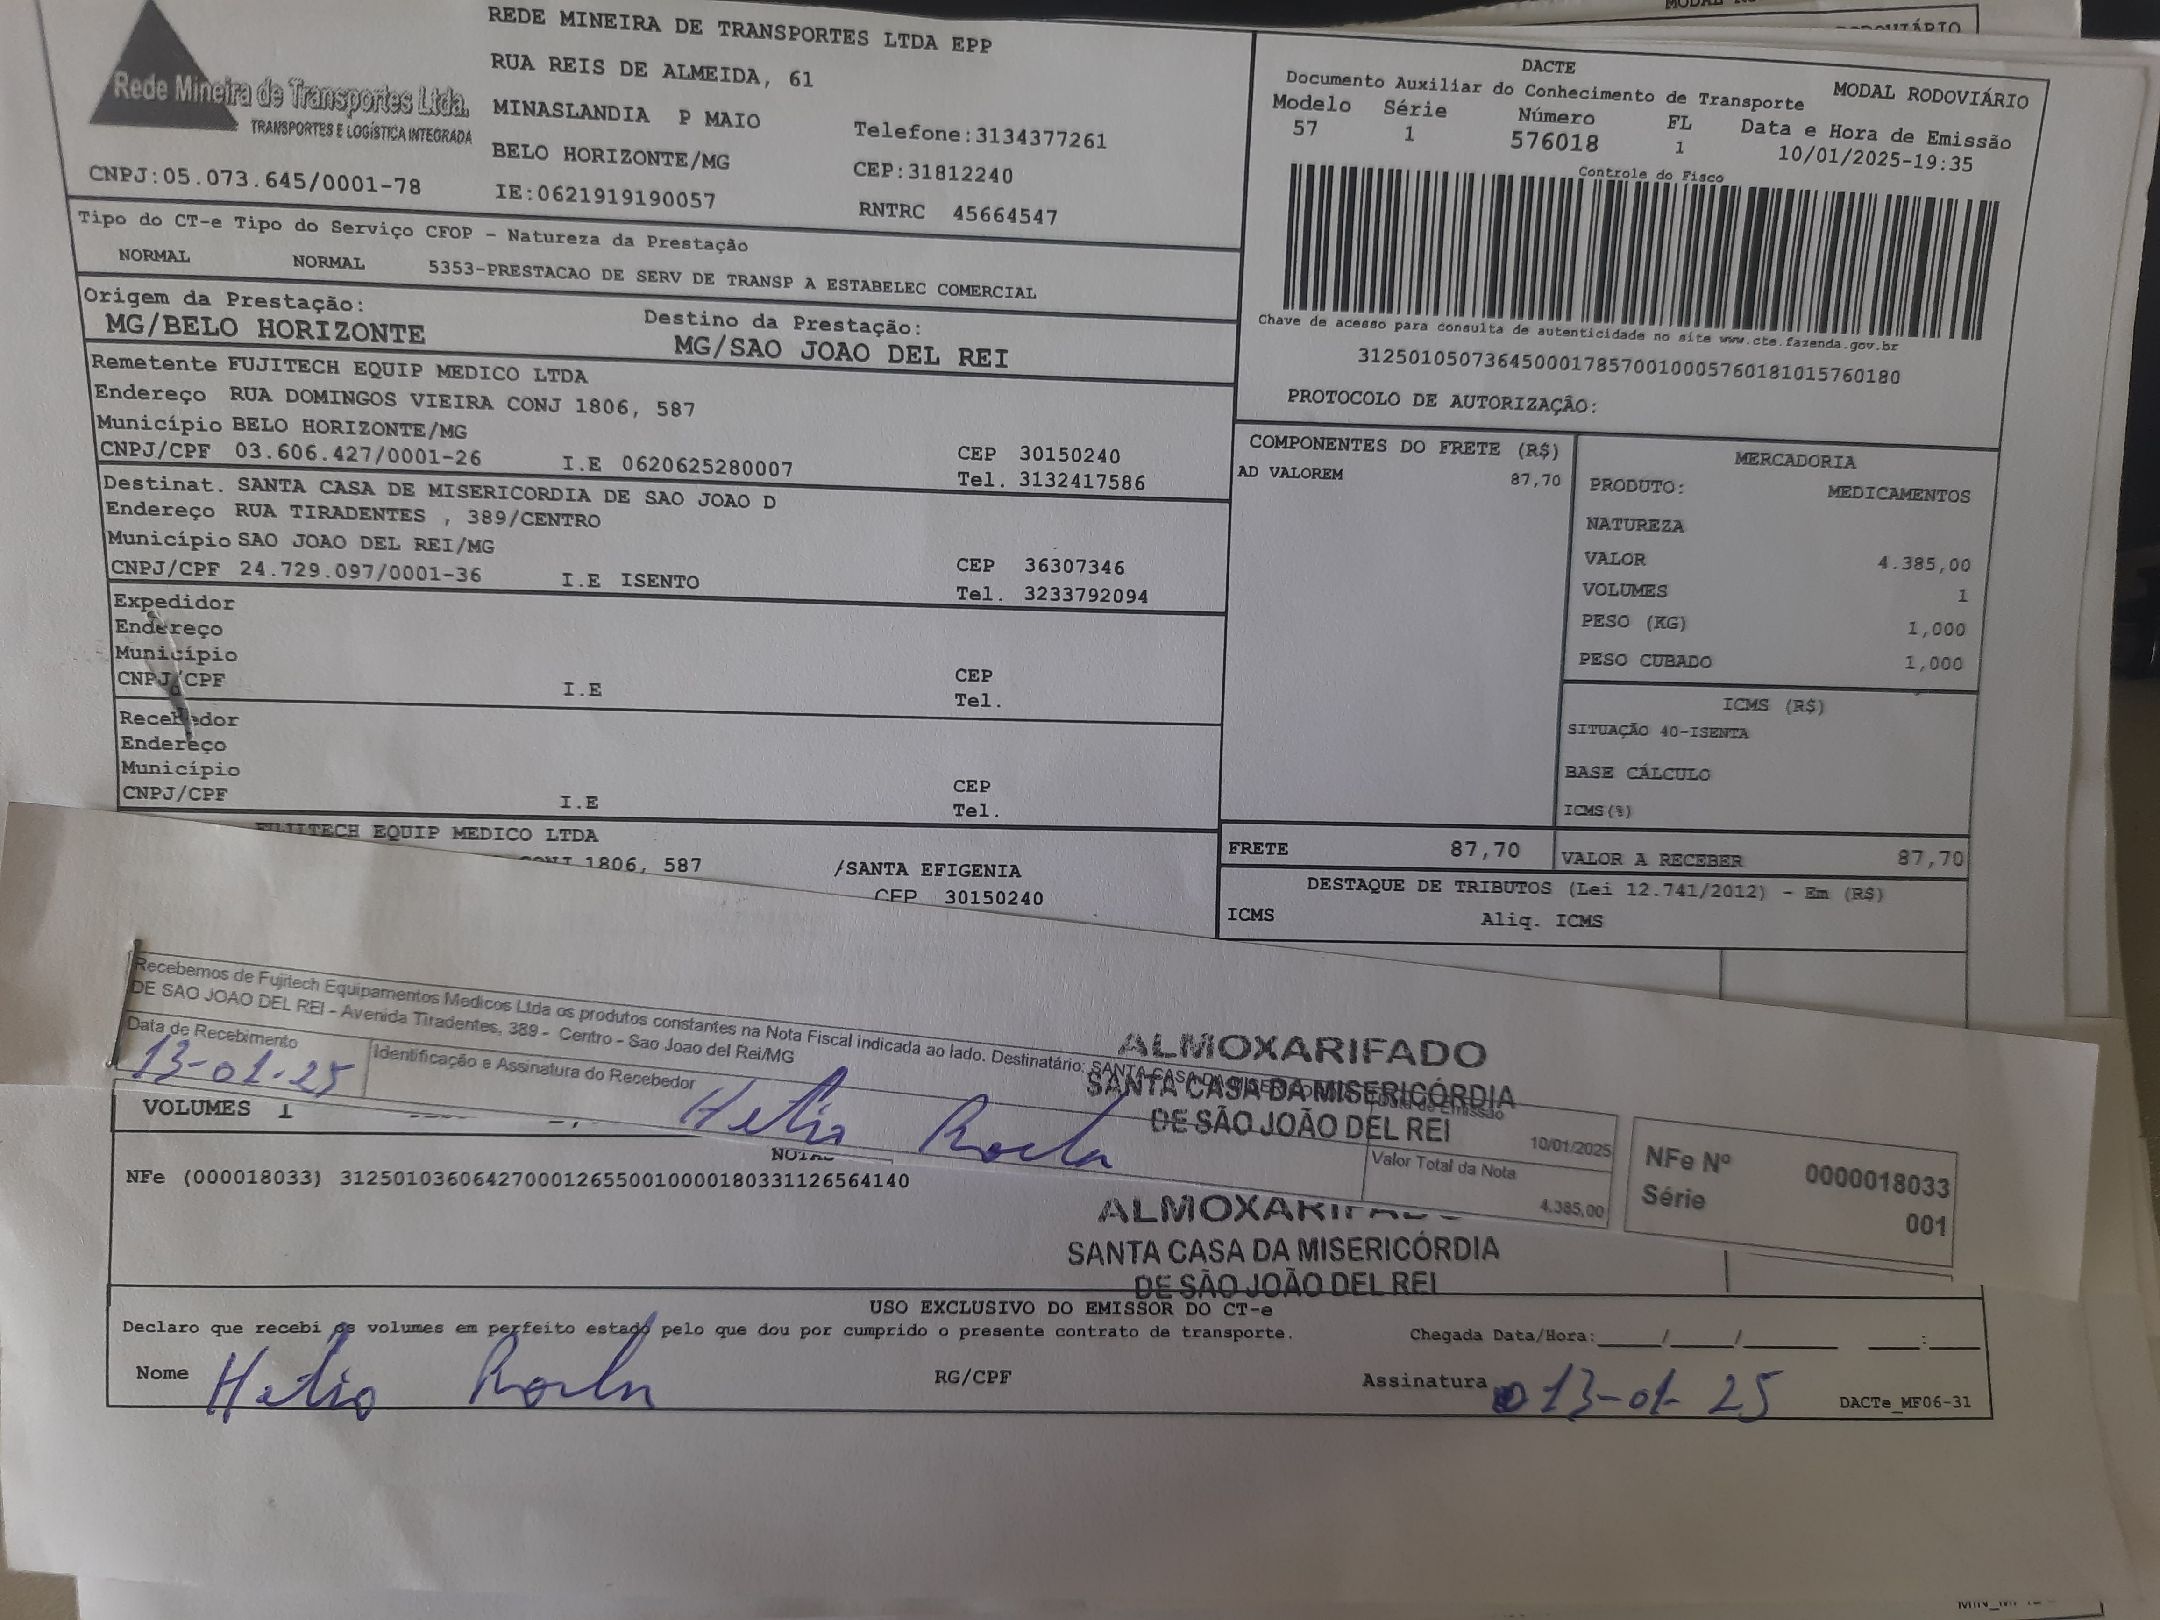 MODAL RODOVIÁRIO
Rede Mineira de Transportes Ltda.
TRANSPORTES E LOGÍSTICA INTEGRADA
CNPJ:05.073.645/0001-78
REDE MINEIRA DE TRANSPORTES LTDA EPP
RUA REIS DE ALMEIDA, 61
MINASLANDIA P MAIO
Telefone:3134377261
BELO HORIZONTE/MG
CEP:31812240
IE:0621919190057
RNTRC 45664547
DACTE
Documento Auxiliar do Conhecimento de Transporte
MODAL RODOVIÁRIO
Modelo Série Número FL Data e Hora de Emissão
57 1 576018 1 10/01/2025-19:35
Controle do Fisco
Chave de acesso para consulta de autenticidade no site www.cte.fazenda.gov.br
31250105073645000178570010005760181015760180
PROTOCOLO DE AUTORIZAÇÃO:
Tipo do CT-e Tipo do Serviço CFOP - Natureza da Prestação
NORMAL NORMAL 5353-PRESTACAO DE SERV DE TRANSP A ESTABELEC COMERCIAL
Origem da Prestação: Destino da Prestação:
MG/BELO HORIZONTE MG/SAO JOAO DEL REI
Remetente FUJITECH EQUIP MEDICO LTDA
Endereço RUA DOMINGOS VIEIRA CONJ 1806, 587
Município BELO HORIZONTE/MG CEP 30150240
CNPJ/CPF 03.606.427/0001-26 I.E 0620625280007 Tel. 3132417586
Destinat. SANTA CASA DE MISERICORDIA DE SAO JOAO D
Endereço RUA TIRADENTES , 389/CENTRO
Município SAO JOAO DEL REI/MG CEP 36307346
CNPJ/CPF 24.729.097/0001-36 I.E ISENTO Tel. 3233792094
Expedidor
Endereço
Município CEP
CNPJ/CPF I.E Tel.
Recebedor
Endereço
Município CEP
CNPJ/CPF I.E Tel.
FUJITECH EQUIP MEDICO LTDA
CONJ 1806, 587 /SANTA EFIGENIA
CEP 30150240
COMPONENTES DO FRETE (R$)
AD VALOREM 87,70
MERCADORIA
PRODUTO: MEDICAMENTOS
NATUREZA
VALOR 4.385,00
VOLUMES 1
PESO (KG) 1,000
PESO CUBADO 1,000
ICMS (R$)
SITUAÇÃO 40-ISENTA
BASE CÁLCULO
ICMS(%)
FRETE 87,70 VALOR A RECEBER 87,70
DESTAQUE DE TRIBUTOS (Lei 12.741/2012) - Em (R$)
ICMS Aliq. ICMS
Recebemos de Fujitech Equipamentos Medicos Ltda os produtos constantes na Nota Fiscal indicada ao lado. Destinatário: SANTA CASA DA MISERICORDIA
DE SAO JOAO DEL REI - Avenida Tiradentes, 389 - Centro - Sao Joao del Rei/MG
Data de Recebimento Identificação e Assinatura do Recebedor Data de Emissão
13-01-25 Helio Rocha 10/01/2025
Valor Total da Nota
4.385,00
NFe Nº 0000018033
Série 001
ALMOXARIFADO
SANTA CASA DA MISERICÓRDIA
DE SÃO JOÃO DEL REI
VOLUMES 1
NFe (000018033) 31250103606427000126550010000180331126564140
ALMOXARIFADO
SANTA CASA DA MISERICÓRDIA
DE SÃO JOÃO DEL REI
USO EXCLUSIVO DO EMISSOR DO CT-e
Declaro que recebi os volumes em perfeito estado pelo que dou por cumprido o presente contrato de transporte. Chegada Data/Hora:____/____/____ __:__
Nome Helio Rocha RG/CPF Assinatura 13-01-25 DACTe_MF06-31